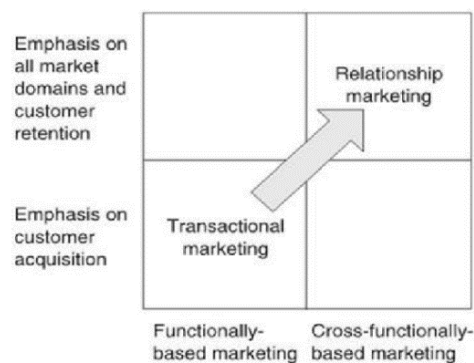 Emphasis on
all market
domains and
customer
retention
Relationship
marketing
Emphasis on
customer
acquisition
Transactional
marketing
Functionally-
based marketing
Cross-functionally-
based marketing